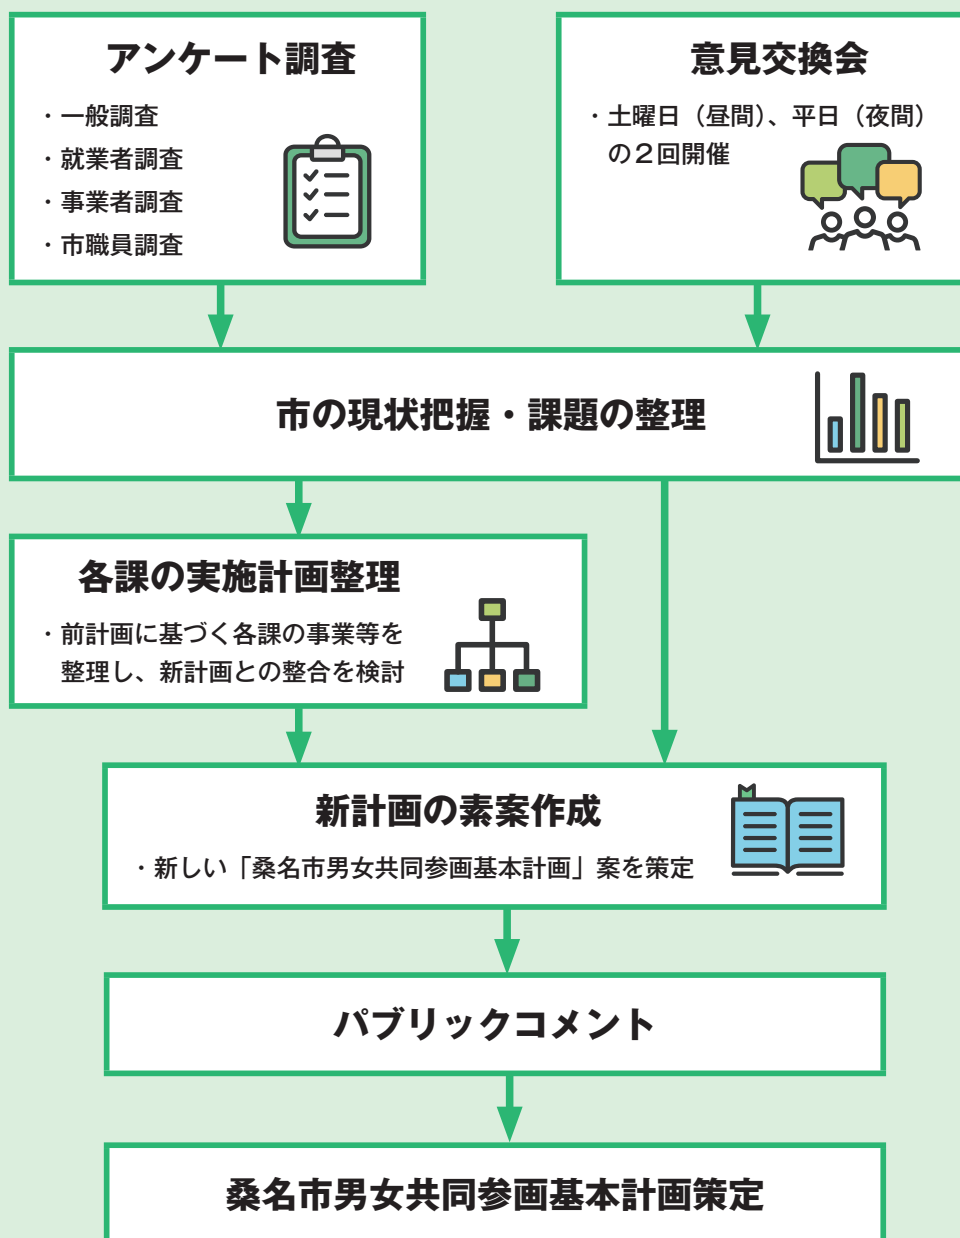 アンケート調査
・一般調査
・就業者調査
・事業者調査
・市職員調査
意見交換会
・土曜日（昼間）、平日（夜間）
の２回開催
市の現状把握・課題の整理
各課の実施計画整理
・前計画に基づく各課の事業等を
整理し、新計画との整合を検討
新計画の素案作成
・新しい「桑名市男女共同参画基本計画」案を策定
パブリックコメント
桑名市男女共同参画基本計画策定